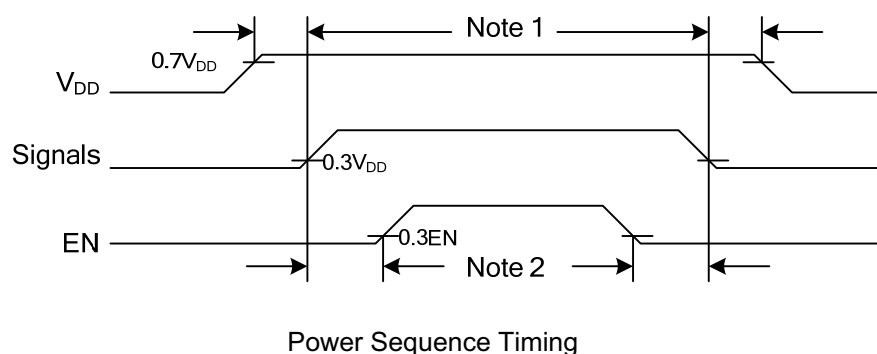 Note 1
0.7VDD
VDD
Signals
0.3VDD
EN
0.3EN
Note 2
Power Sequence Timing